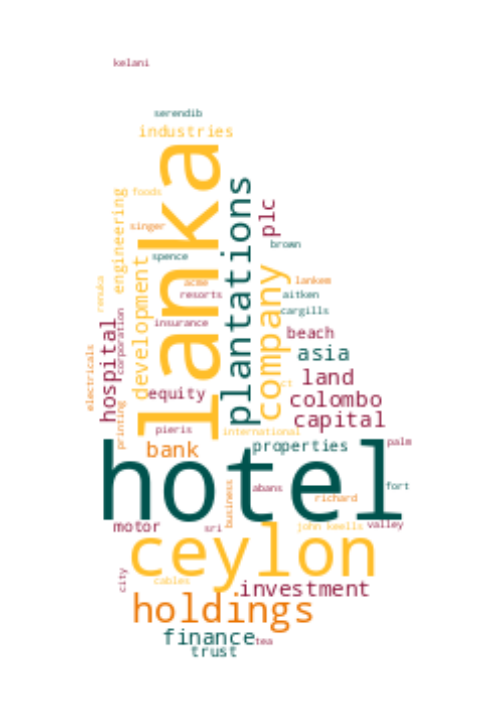 kelani
serendib
industries
lanka
foods
engineering
plantations
plc
singer
brown
spence
development
company
acme
lankem
renuka
resorts
aitken
cargills
corporation
insurance
beach
hospital
asia
electricals
land
ct
equity
colombo
capital
printing
pieris
international
bank
properties
palm
hotel
abans
fort
business
richard
motor
sri
john keells
valley
ceylon
city
cables
investment
holdings
finance
tea
trust